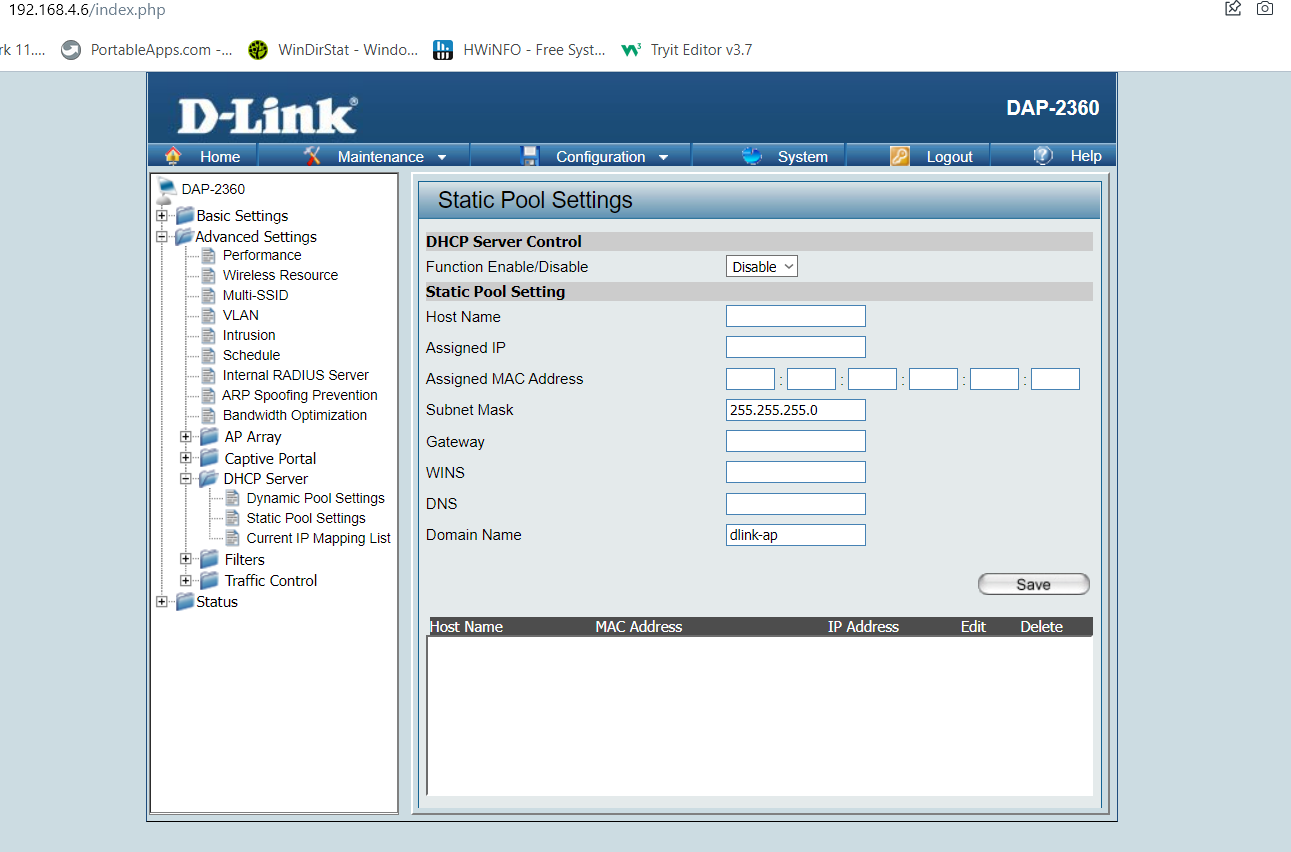 192.168.4.6/index.php
rk 11.... PortableApps.com -... WinDirStat - Windo... HWiNFO - Free Syst... W3 Tryit Editor v3.7
D-Link®
DAP-2360
Home Maintenance Configuration System Logout Help
DAP-2360
Basic Settings
Advanced Settings
Performance
Wireless Resource
Multi-SSID
VLAN
Intrusion
Schedule
Internal RADIUS Server
ARP Spoofing Prevention
Bandwidth Optimization
AP Array
Captive Portal
DHCP Server
Dynamic Pool Settings
Static Pool Settings
Current IP Mapping List
Filters
Traffic Control
Status
Static Pool Settings
DHCP Server Control
Function Enable/Disable Disable
Static Pool Setting
Host Name
Assigned IP
Assigned MAC Address : : : : :
Subnet Mask 255.255.255.0
Gateway
WINS
DNS
Domain Name dlink-ap
Save
Host Name MAC Address IP Address Edit Delete